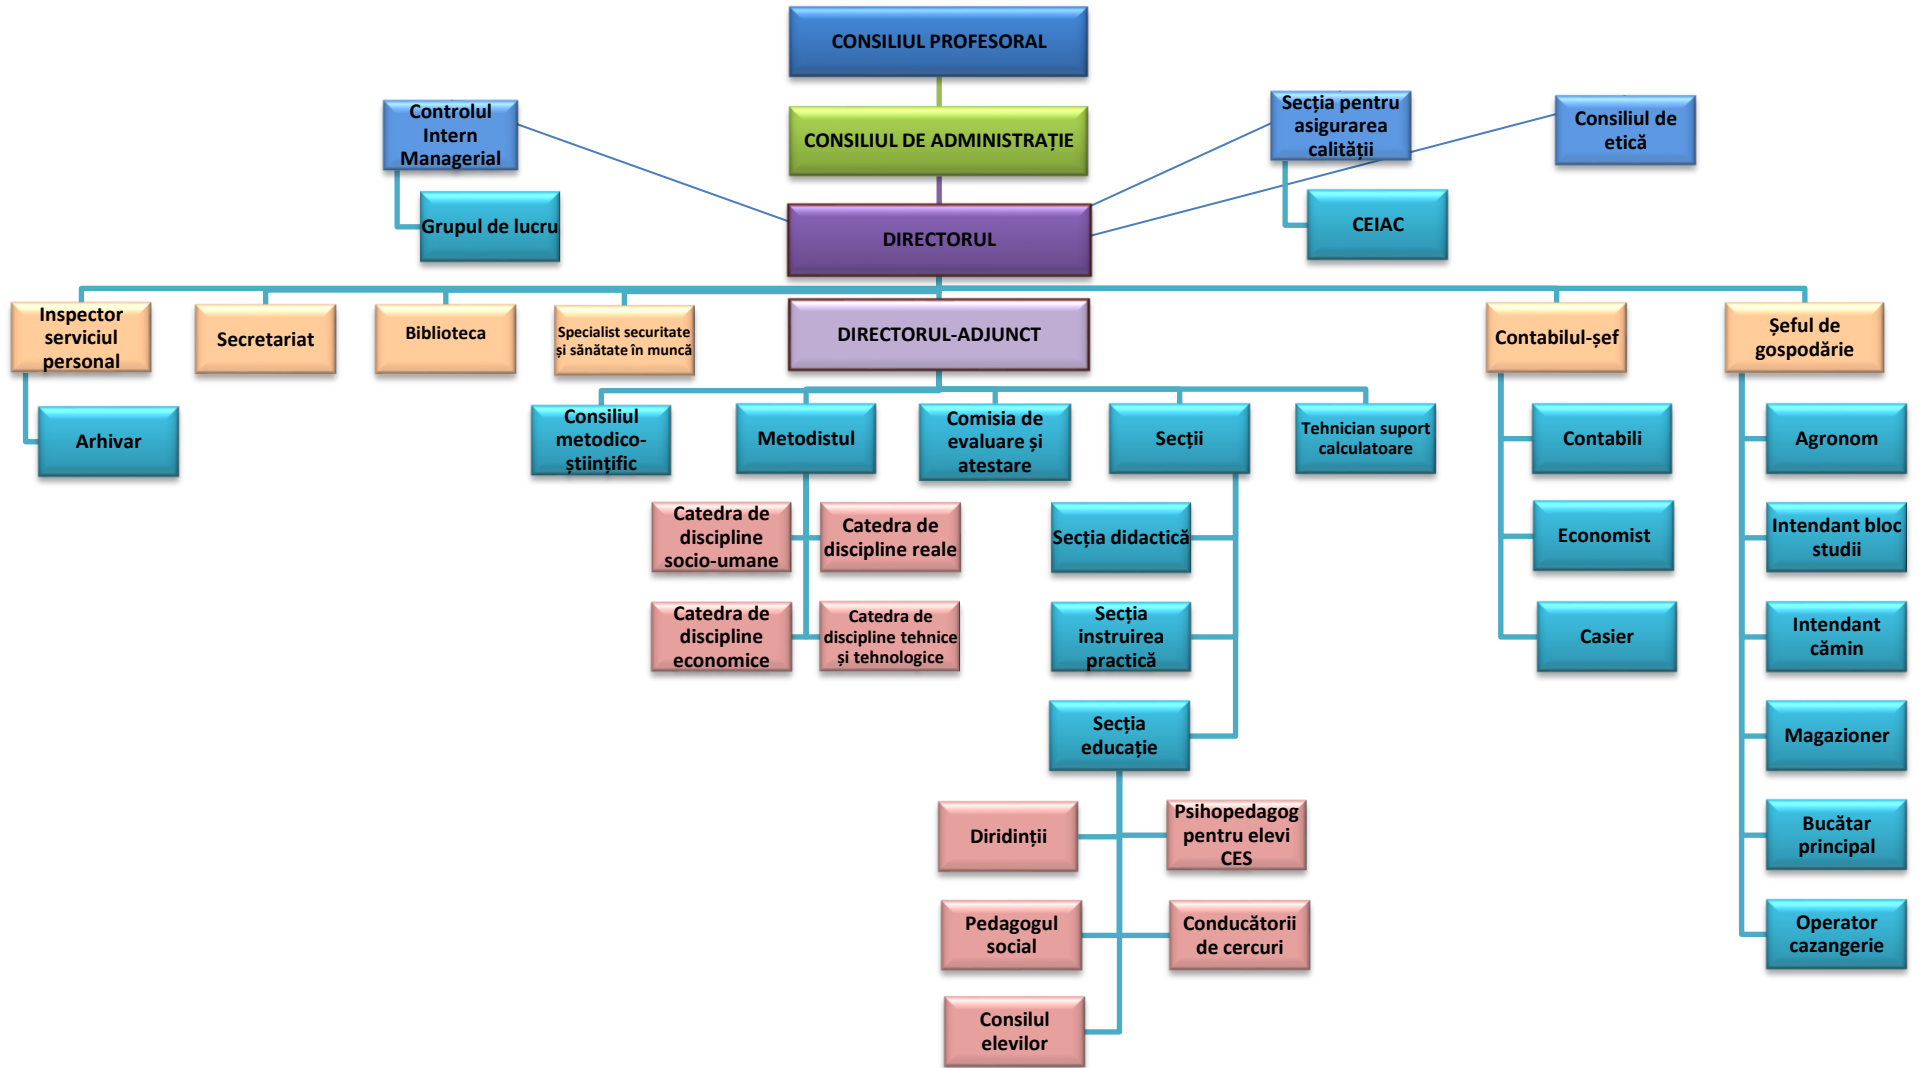 CONSILIUL PROFESORAL
Controlul
Intern
Managerial
CONSILIUL DE ADMINISTRAȚIE
Secția pentru
asigurarea
calității
Consiliul de
etică
Grupul de lucru
DIRECTORUL
CEIAC
Inspector
serviciul
personal
Secretariat
Biblioteca
Specialist securitate
și sănătate în muncă
DIRECTORUL-ADJUNCT
Contabilul-șef
Șeful de
gospodărie
Arhivar
Consiliul
metodico-
științific
Metodistul
Comisia de
evaluare și
atestare
Secții
Tehnician suport
calculatoare
Contabili
Agronom
Catedra de
discipline
socio-umane
Catedra de
discipline reale
Secția didactică
Economist
Intendant bloc
studii
Catedra de
discipline
economice
Catedra de
discipline tehnice
și tehnologice
Secția
instruirea
practică
Casier
Intendant
cămin
Secția
educație
Magazioner
Diridinții
Psihopedagog
pentru elevi
CES
Bucătar
principal
Pedagogul
social
Conducătorii
de cercuri
Operator
cazangerie
Consilul
elevilor